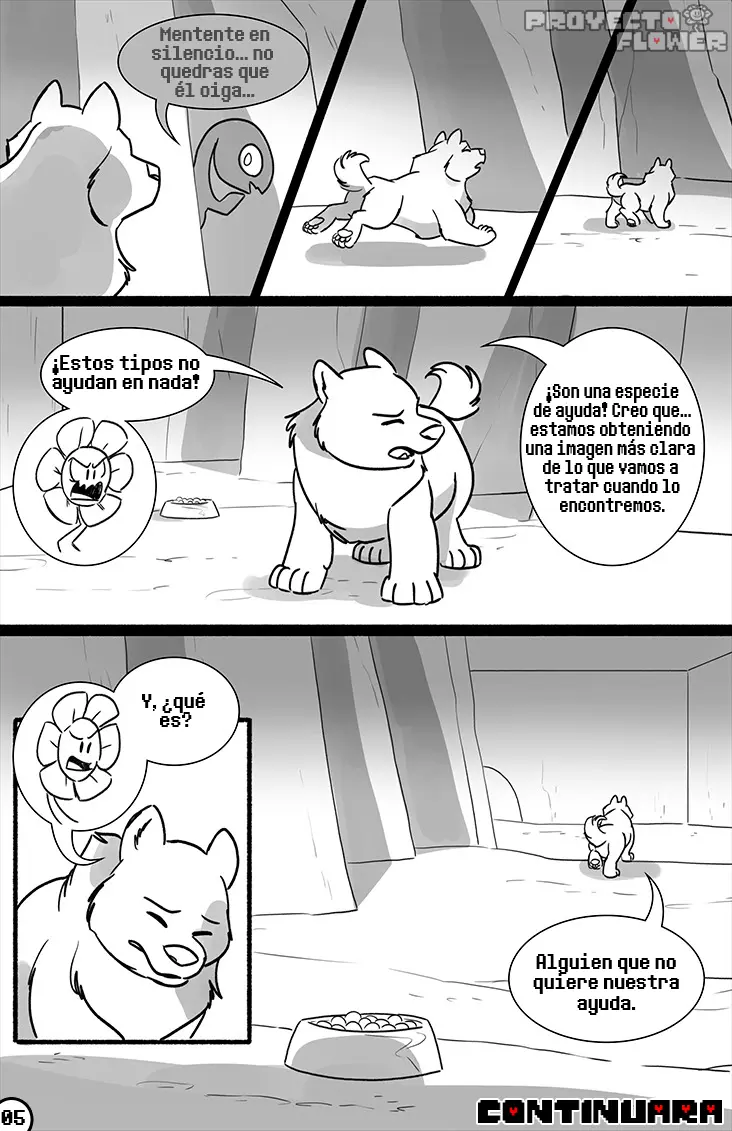 PROYECTO
FLOWER
Mentente en
silencio... no
quedras que
él oiga...
¡Estos tipos no
ayudan en nada!
¡Son una especie
de ayuda! Creo que...
estamos obteniendo
una imagen más clara
de lo que vamos a
tratar cuando lo
encontremos.
Y, ¿qué
es?
Alguien que no
quiere nuestra
ayuda.
05
CONTINUARA